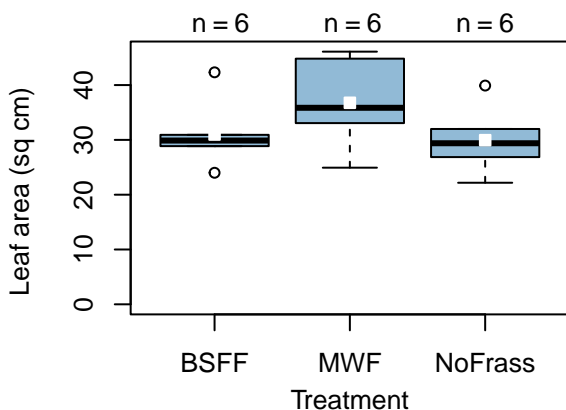 n = 6 n = 6 n = 6
Leaf area (sq cm)
40
30
20
10
0
BSFF MWF NoFrass
Treatment